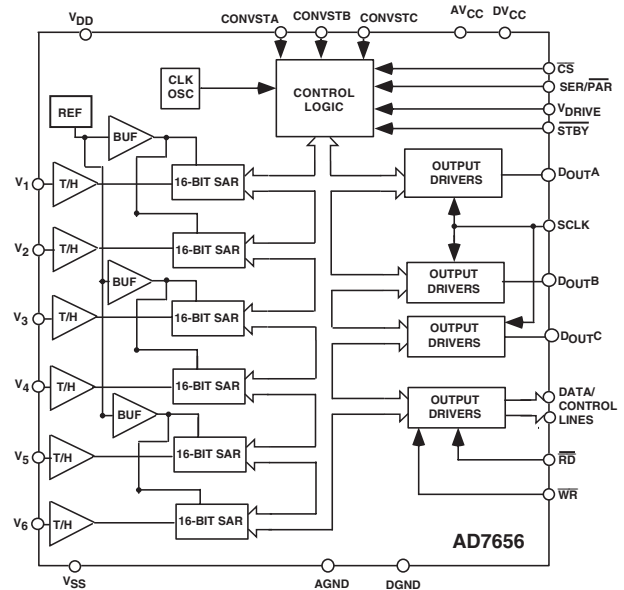 VDD
CONVSTA CONVSTB CONVSTC
AVCC DVCC
CLK
OSC
CONTROL
LOGIC
CS
SER/PAR
VDRIVE
STBY
REF
BUF
V1
T/H
16-BIT SAR
OUTPUT
DRIVERS
DOUTA
SCLK
V2
T/H
16-BIT SAR
BUF
OUTPUT
DRIVERS
DOUTB
V3
T/H
16-BIT SAR
OUTPUT
DRIVERS
DOUTC
V4
T/H
16-BIT SAR
BUF
OUTPUT
DRIVERS
DATA/
CONTROL
LINES
V5
T/H
16-BIT SAR
RD
WR
V6
T/H
16-BIT SAR
AD7656
VSS
AGND
DGND